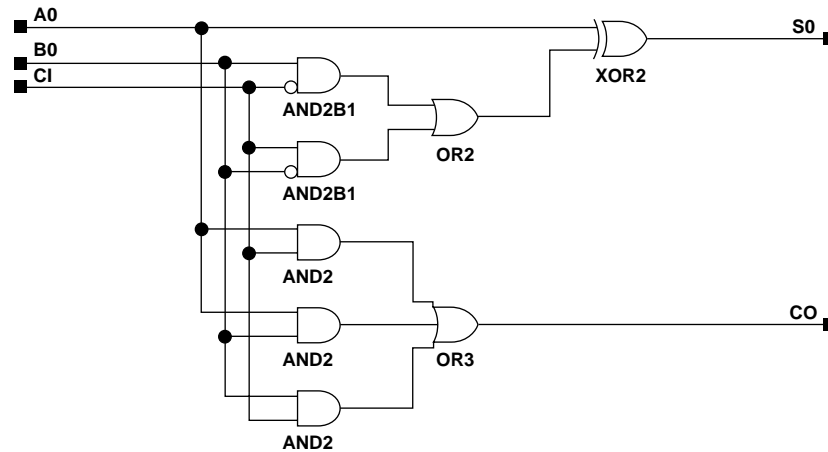 A0
S0
B0
CI
XOR2
AND2B1
OR2
AND2B1
AND2
CO
AND2
OR3
AND2